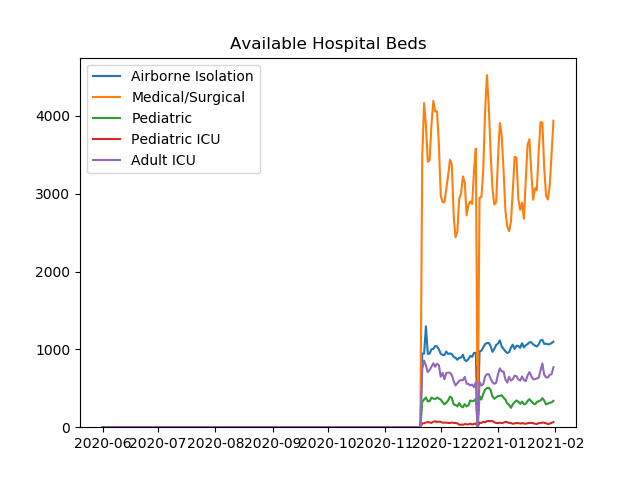 Available Hospital Beds
Airborne Isolation
Medical/Surgical
Pediatric
Pediatric ICU
Adult ICU
4000
3000
2000
1000
0
2020-06 2020-07 2020-08 2020-09 2020-10 2020-11 2020-12 2021-01 2021-02